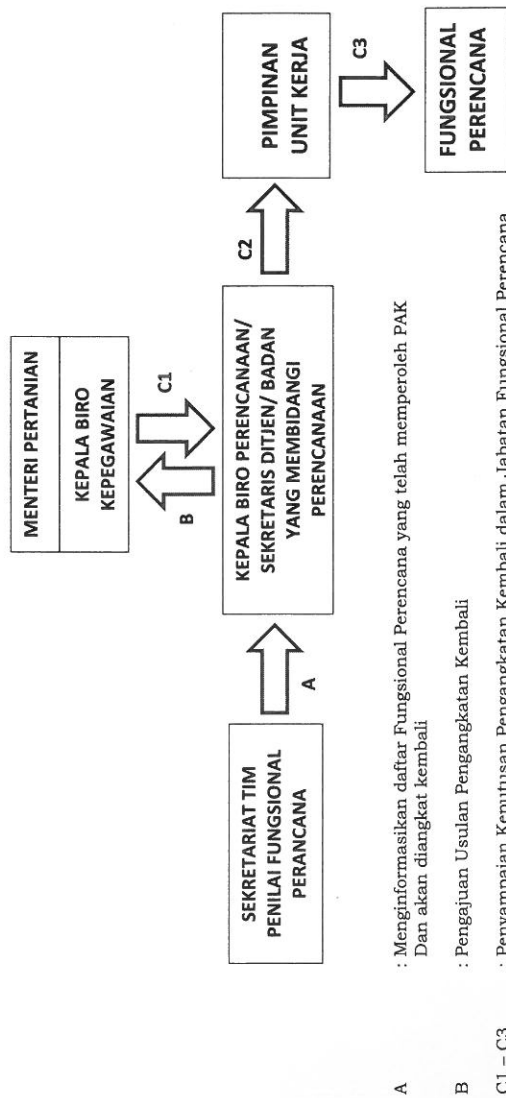 MENTERI PERTANIAN
KEPALA BIRO
KEPEGAWAIAN
B
C1
SEKRETARIAT TIM
PENILAI FUNGSIONAL
PERANCANA
A
KEPALA BIRO PERENCANAAN/
SEKRETARIS DITJEN/ BADAN
YANG MEMBIDANGI
PERENCANAAN
C2
PIMPINAN
UNIT KERJA
C3
FUNGSIONAL
PERENCANA
A : Menginformasikan daftar Fungsional Perencana yang telah memperoleh PAK
Dan akan diangkat kembali
B : Pengajuan Usulan Pengangkatan Kembali
C1 – C3 : Penyampaian Keputusan Pengangkatan Kembali dalam Jabatan Fungsional Perencana